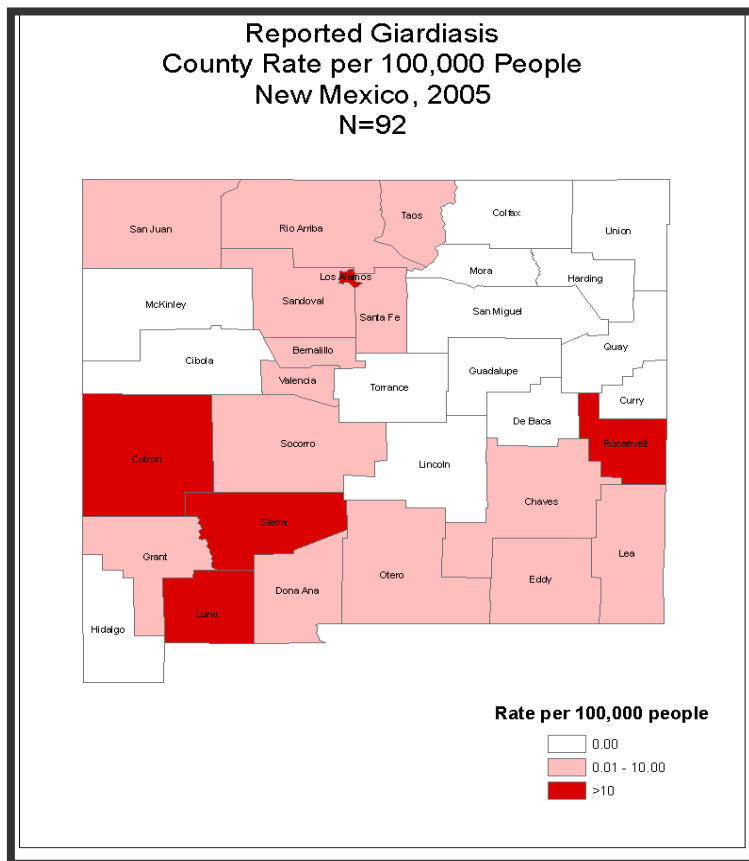 Reported Giardiasis
County Rate per 100,000 People
New Mexico, 2005
N=92
San Juan
Rio Arriba
Taos
Colfax
Union
Mora
Harding
Los Alamos
McKinley
Sandoval
Santa Fe
San Miguel
Quay
Cibola
Bernalillo
Valencia
Torrance
Guadalupe
Curry
De Baca
Catron
Socorro
Lincoln
Roosevelt
Chaves
Sierra
Grant
Lea
Luna
Dona Ana
Otero
Eddy
Hidalgo
Rate per 100,000 people
0.00
0.01 - 10.00
>10